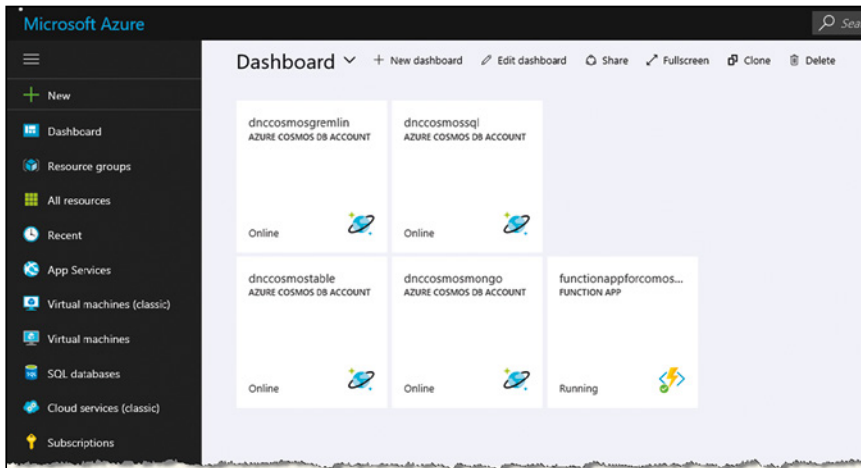 Microsoft Azure
Sea
Dashboard
New dashboard
Edit dashboard
Share
Fullscreen
Clone
Delete
New
Dashboard
Resource groups
All resources
Recent
App Services
Virtual machines (classic)
Virtual machines
SQL databases
Cloud services (classic)
Subscriptions
dnccosmosgremlin
AZURE COSMOS DB ACCOUNT
Online
dnccosmossql
AZURE COSMOS DB ACCOUNT
Online
dnccosmostable
AZURE COSMOS DB ACCOUNT
Online
dnccosmosmongo
AZURE COSMOS DB ACCOUNT
Online
functionappforcomos...
FUNCTION APP
Running